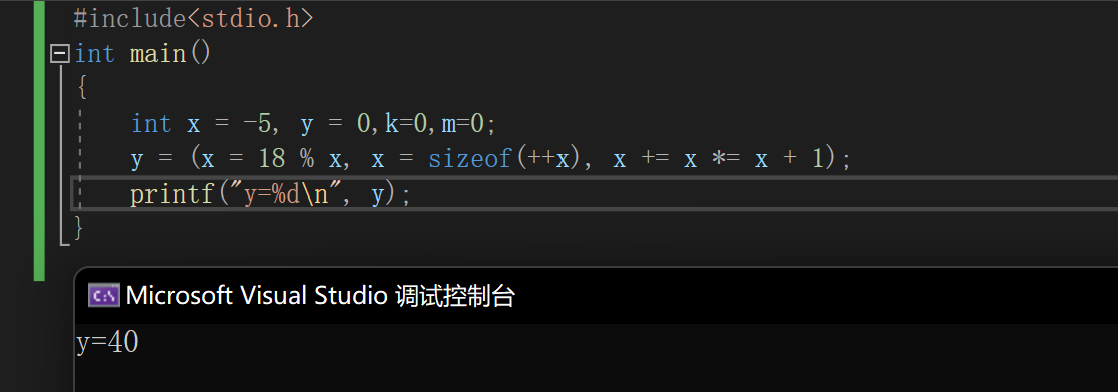 #include<stdio.h>
int main()
{
int x = -5, y = 0,k=0,m=0;
y = (x = 18 % x, x = sizeof(++x), x += x *= x + 1);
printf("y=%d\n", y);
}
C:\ Microsoft Visual Studio 调试控制台
y=40